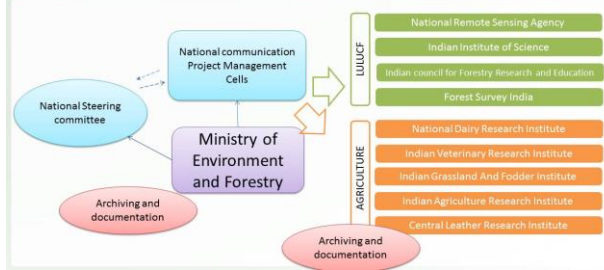 National communication
Project Management
Cells
National Steering
committee
Ministry of
Environment
and Forestry
Archiving and
documentation
LULUCF
National Remote Sensing Agency
Indian Institute of Science
Indian council for Forestry Research and Education
Forest Survey India
AGRICULTURE
National Dairy Research Institute
Indian Veterinary Research Institute
Indian Grassland And Fodder Institute
Indian Agriculture Research Institute
Central Leather Research Institute
Archiving and
documentation